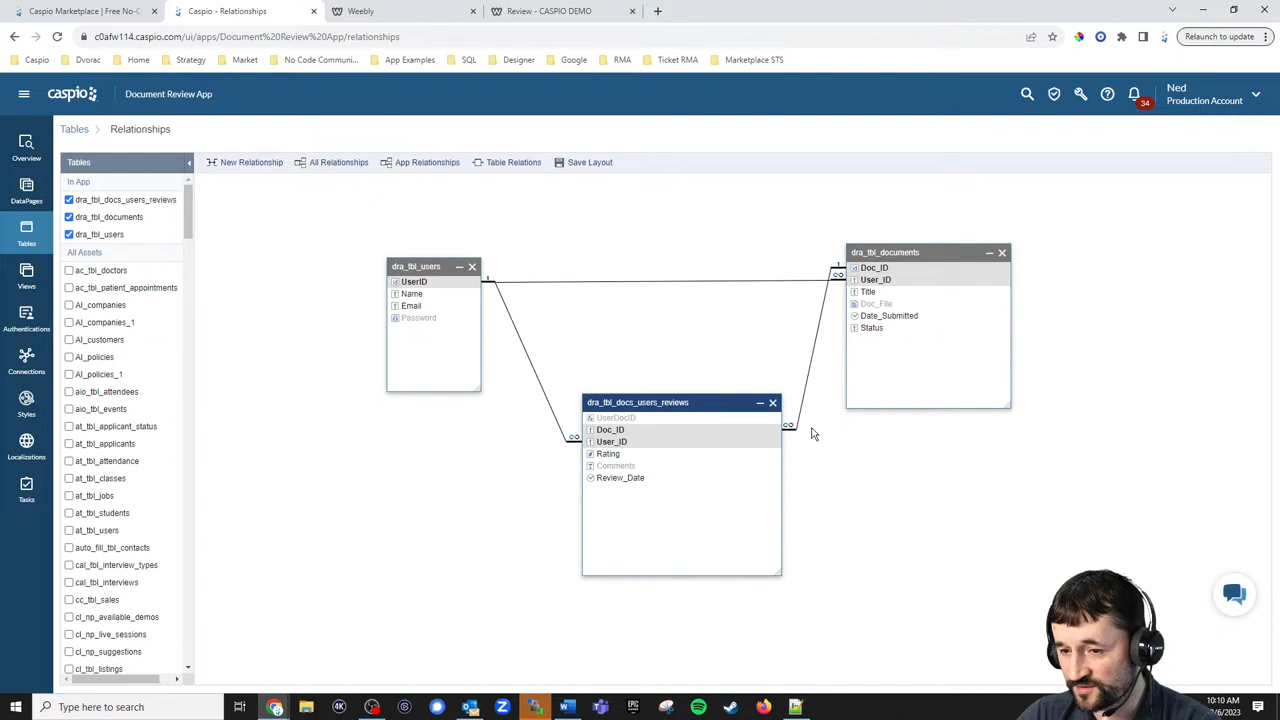 Caspio Marketplace | Free No-C
Caspio - Relationships
Weebly
Review - CASPIO DEMO
c0afw114.caspio.com/ui/apps/Document%20Review%20App/relationships
Relaunch to update
Caspio
Dvorac
Home
Strategy
Market
No Code Communi...
App Examples
SQL
Designer
Google
RMA
Ticket RMA
Marketplace STS
caspio
Document Review App
34
Ned
Production Account
Overview
DataPages
Tables
Views
Authentications
Connections
Styles
Localizations
Tasks
Tables
Relationships
Tables
New Relationship
All Relationships
App Relationships
Table Relations
Save Layout
In App
dra_tbl_docs_users_reviews
dra_tbl_documents
dra_tbl_users
All Assets
ac_tbl_doctors
ac_tbl_patient_appointments
AI_companies
AI_companies_1
AI_customers
AI_policies
AI_policies_1
aio_tbl_attendees
aio_tbl_events
at_tbl_applicant_status
at_tbl_applicants
at_tbl_attendance
at_tbl_classes
at_tbl_jobs
at_tbl_students
at_tbl_users
auto_fill_tbl_contacts
cal_tbl_interview_types
cal_tbl_interviews
cc_tbl_sales
cl_np_available_demos
cl_np_live_sessions
cl_np_suggestions
cl_tbl_listings
dra_tbl_users
UserID
Name
Email
Password
1
∞
dra_tbl_docs_users_reviews
UserDocID
Doc_ID
User_ID
Rating
Comments
Review_Date
∞
1
∞
dra_tbl_documents
Doc_ID
User_ID
Title
Doc_File
Date_Submitted
Status
Type here to search
10:10 AM
/6/2023